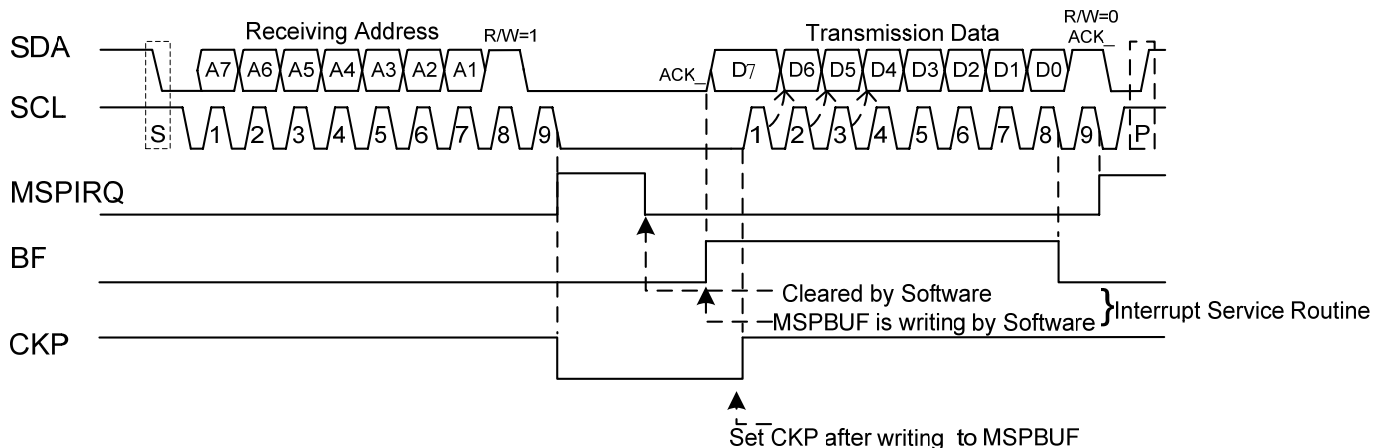 R/W=0
Receiving Address R/W=1 Transmission Data ACK_
SDA A7 A6 A5 A4 A3 A2 A1 ACK_ D7 D6 D5 D4 D3 D2 D1 D0
SCL
S 1 2 3 4 5 6 7 8 9 1 2 3 4 5 6 7 8 9 P
MSPIRQ
BF
Cleared by Software
MSPBUF is writing by Software } Interrupt Service Routine
CKP
Set CKP after writing to MSPBUF